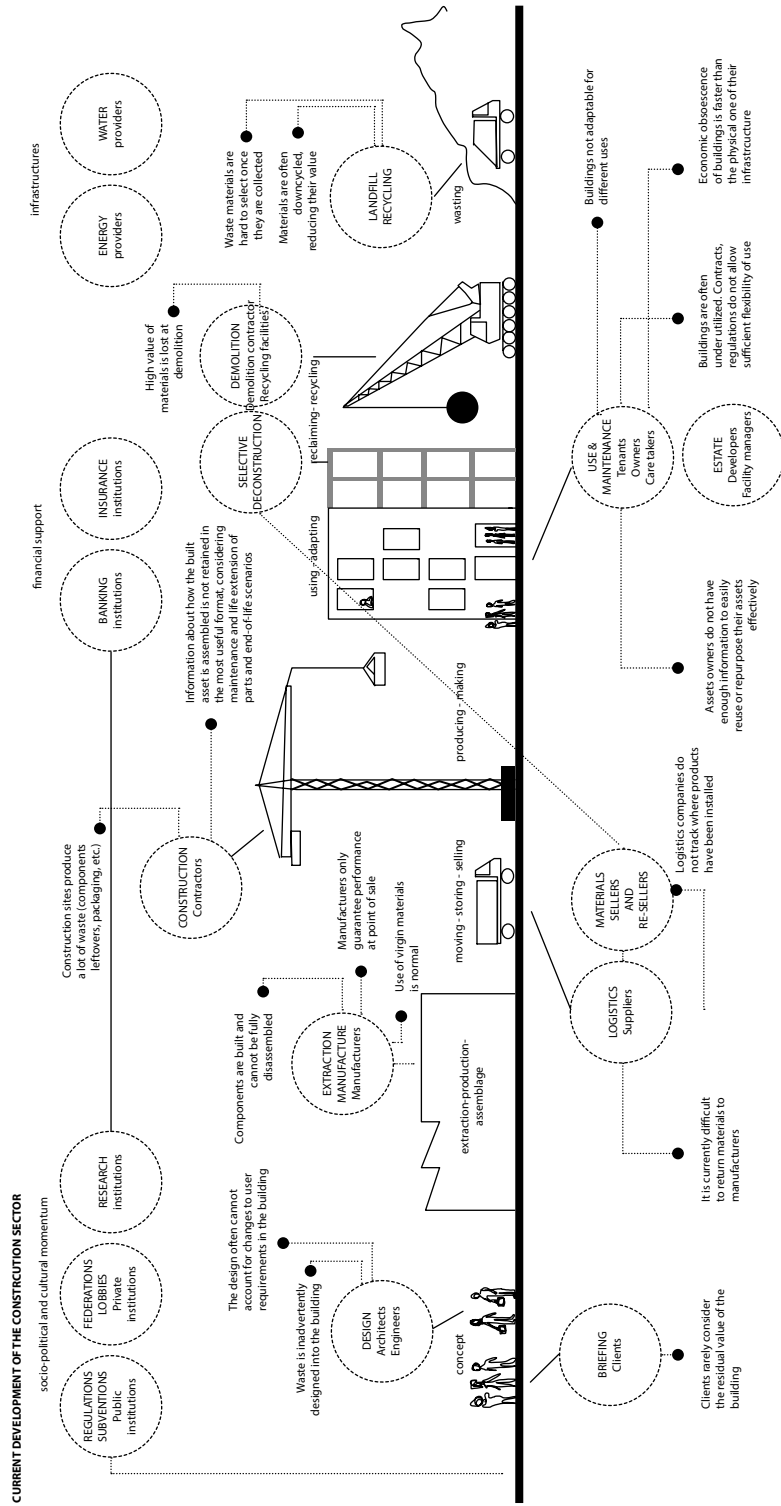 CURRENT DEVELOPMENT OF THE CONSTRCUTION SECTOR
socio-political and cultural momentum
REGULATIONS
SUBVENTIONS
Public
institutions
FEDERATIONS
LOBBIES
Private
institutions
RESEARCH
institutions
financial support
BANKING
institutions
INSURANCE
institutions
infrastructures
ENERGY
providers
WATER
providers
Waste is inadvertently
designed into the building
The design often cannot
account for changes to user
requirements in the building
DESIGN
Architects
Engineers
concept
Components are built and
cannot be fully
disassembled
EXTRACTION
MANUFACTURE
Manufacturers
Manufacturers only
guarantee performance
at point of sale
Use of virgin materials
is normal
extraction-production-
assemblage
Construction sites produce
a lot of waste (components
leftovers, packaging, etc.)
CONSTRUCTION
Contractors
Information about how the built
asset is assembled is not retained in
the most useful format, considering
maintenance and life extension of
parts and end-of-life scenarios
moving - storing - selling
producing - making
using - adapting
SELECTIVE
DECONSTRUCTION
High value of
materials is lost at
demolition
DEMOLITION
Demolition contractor
Recycling facilities
reclaiming- recycling
Waste materials are
hard to select once
they are collected
Materials are often
downcycled,
reducing their value
LANDFILL
RECYCLING
wasting
BRIEFING
Clients
Clients rarely consider
the residual value of the
building
LOGISTICS
Suppliers
It is currently difficult
to return materials to
manufacturers
MATERIALS
SELLERS
AND
RE-SELLERS
Logistics companies do
not track where products
have been installed
Assets owners do not have
enough information to easily
reuse or repurpose their assets
effectively
USE &
MAINTENANCE
Tenants
Owners
Care takers
ESTATE
Developers
Facility managers
Buildings are often
under utilized. Contracts,
regulations do not allow
sufficient flexibility of use
Buildings not adaptable for
different uses
Economic obsoescence
of buildings is faster than
the physical one of their
infrastrcucture